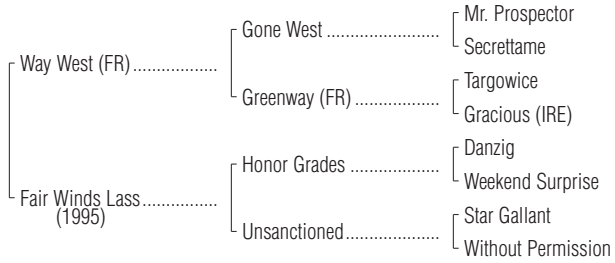 Mr. Prospector
Gone West
Secrettame
Way West (FR)
Targowice
Greenway (FR)
Gracious (IRE)
Danzig
Honor Grades
Weekend Surprise
Fair Winds Lass
(1995)
Star Gallant
Unsanctioned
Without Permission